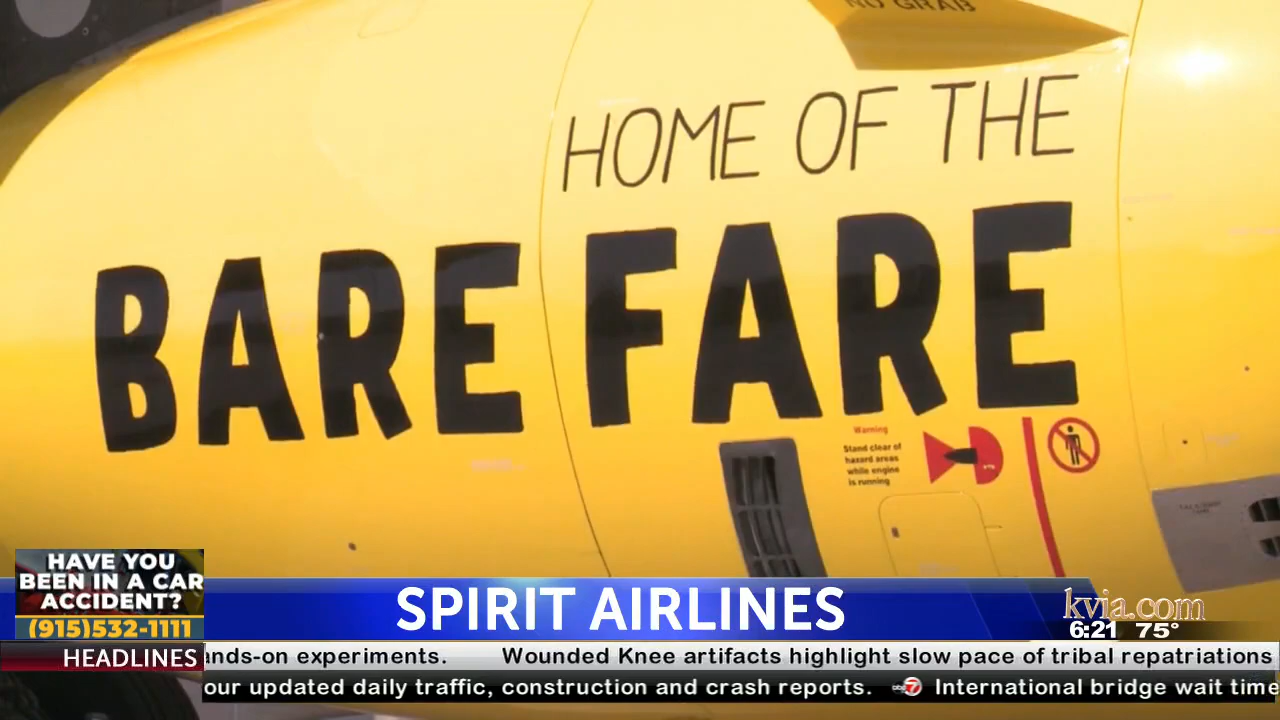 NO GRAB
HOME OF THE
BARE FARE
Warning
Stand clear of
hazard areas
while engine
is running
HAVE YOU
BEEN IN A CAR
ACCIDENT?
(915)532-1111
SPIRIT AIRLINES
kvia.com
6:21 75°
HEADLINES
nds-on experiments. Wounded Knee artifacts highlight slow pace of tribal repatriations
our updated daily traffic, construction and crash reports. abc 7 International bridge wait time